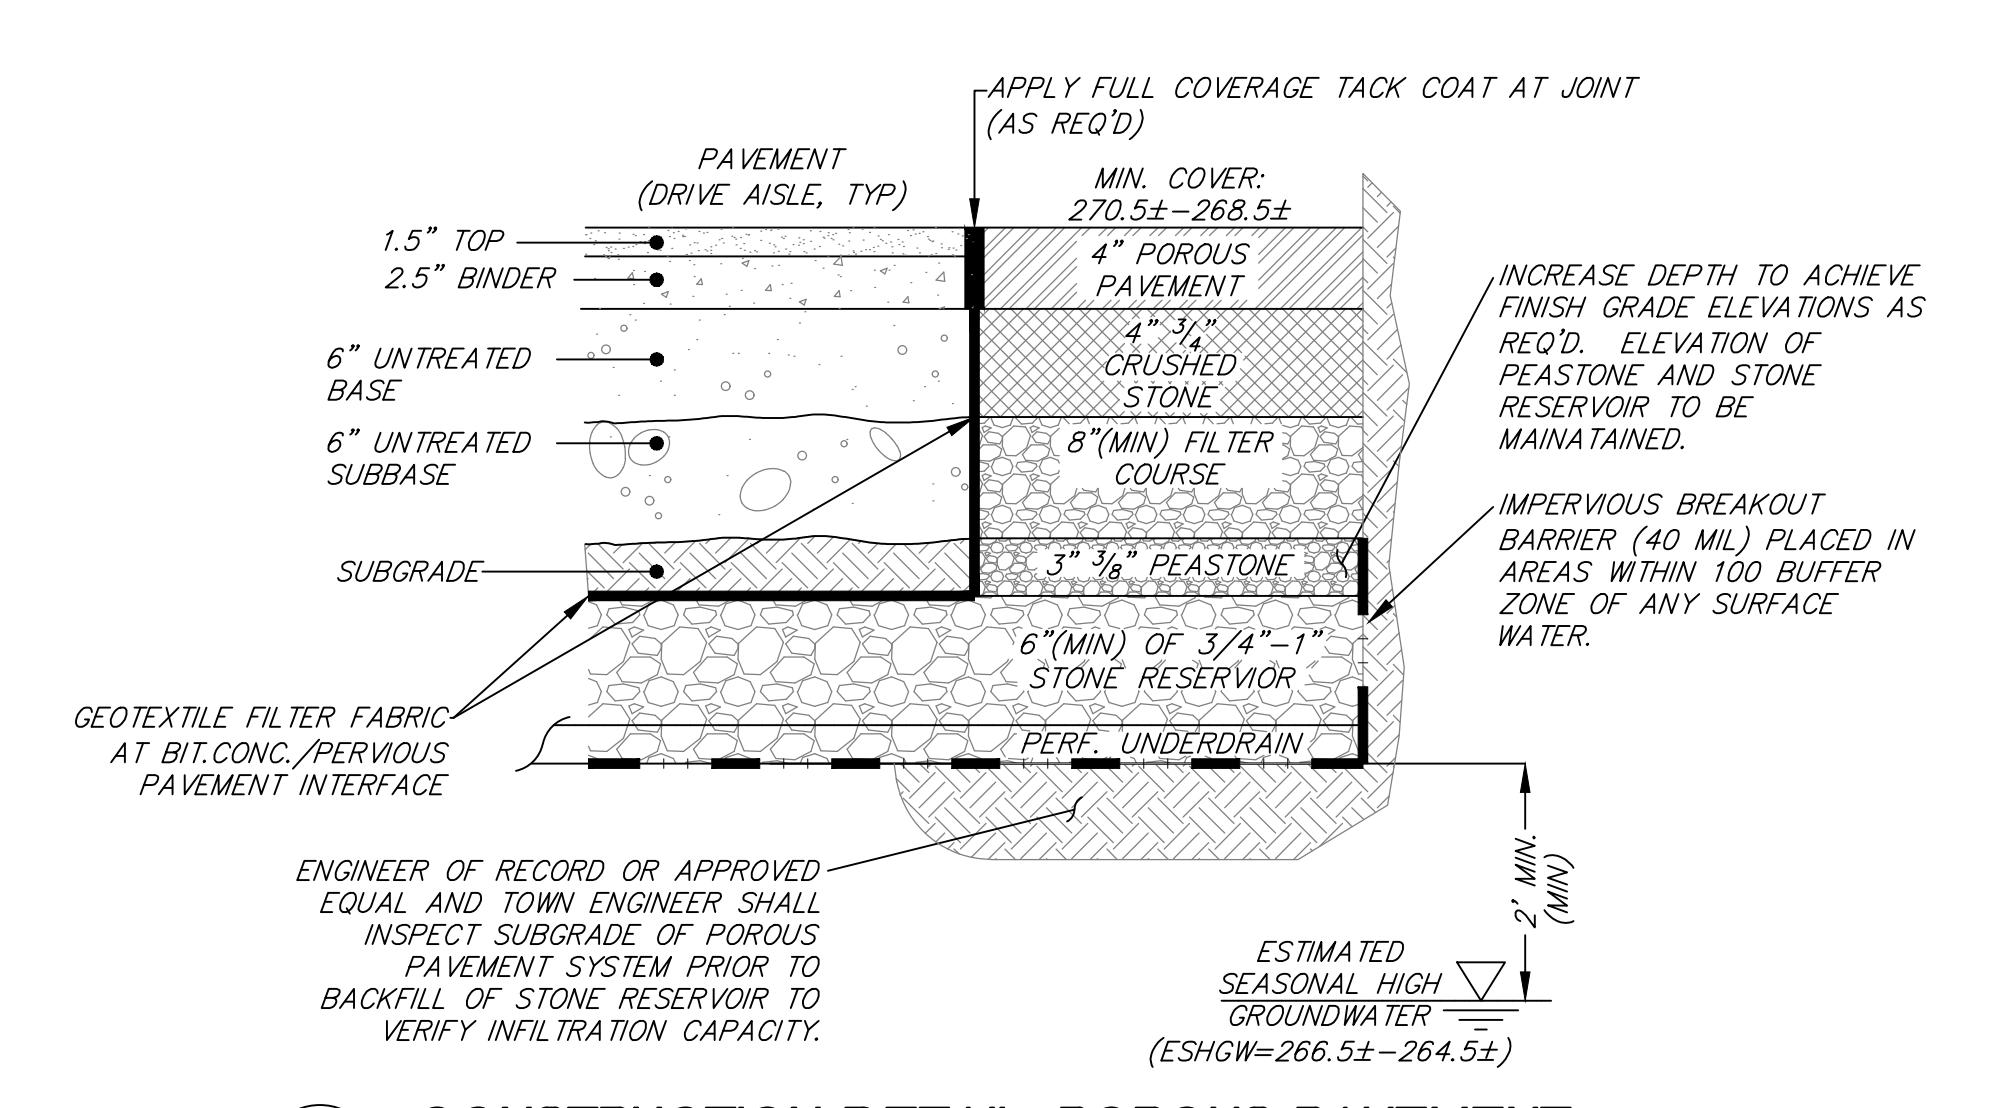 APPLY FULL COVERAGE TACK COAT AT JOINT
(AS REQ'D)
PAVEMENT
(DRIVE AISLE, TYP)
MIN. COVER:
270.5±-268.5±
1.5" TOP
2.5" BINDER
6" UNTREATED
BASE
6" UNTREATED
SUBBASE
SUBGRADE
4" POROUS
PAVEMENT
4" 3/4"
CRUSHED
STONE
8"(MIN) FILTER
COURSE
3" 3/8" PEASTONE
6"(MIN) OF 3/4"-1"
STONE RESERVIOR
PERF. UNDERDRAIN
INCREASE DEPTH TO ACHIEVE
FINISH GRADE ELEVATIONS AS
REQ'D. ELEVATION OF
PEASTONE AND STONE
RESERVOIR TO BE
MAINATAINED.
IMPERVIOUS BREAKOUT
BARRIER (40 MIL) PLACED IN
AREAS WITHIN 100 BUFFER
ZONE OF ANY SURFACE
WATER.
GEOTEXTILE FILTER FABRIC
AT BIT.CONC./PERVIOUS
PAVEMENT INTERFACE
ENGINEER OF RECORD OR APPROVED
EQUAL AND TOWN ENGINEER SHALL
INSPECT SUBGRADE OF POROUS
PAVEMENT SYSTEM PRIOR TO
BACKFILL OF STONE RESERVOIR TO
VERIFY INFILTRATION CAPACITY.
2' MIN.
(MIN)
ESTIMATED
SEASONAL HIGH
GROUNDWATER
(ESHGW=266.5±-264.5±)